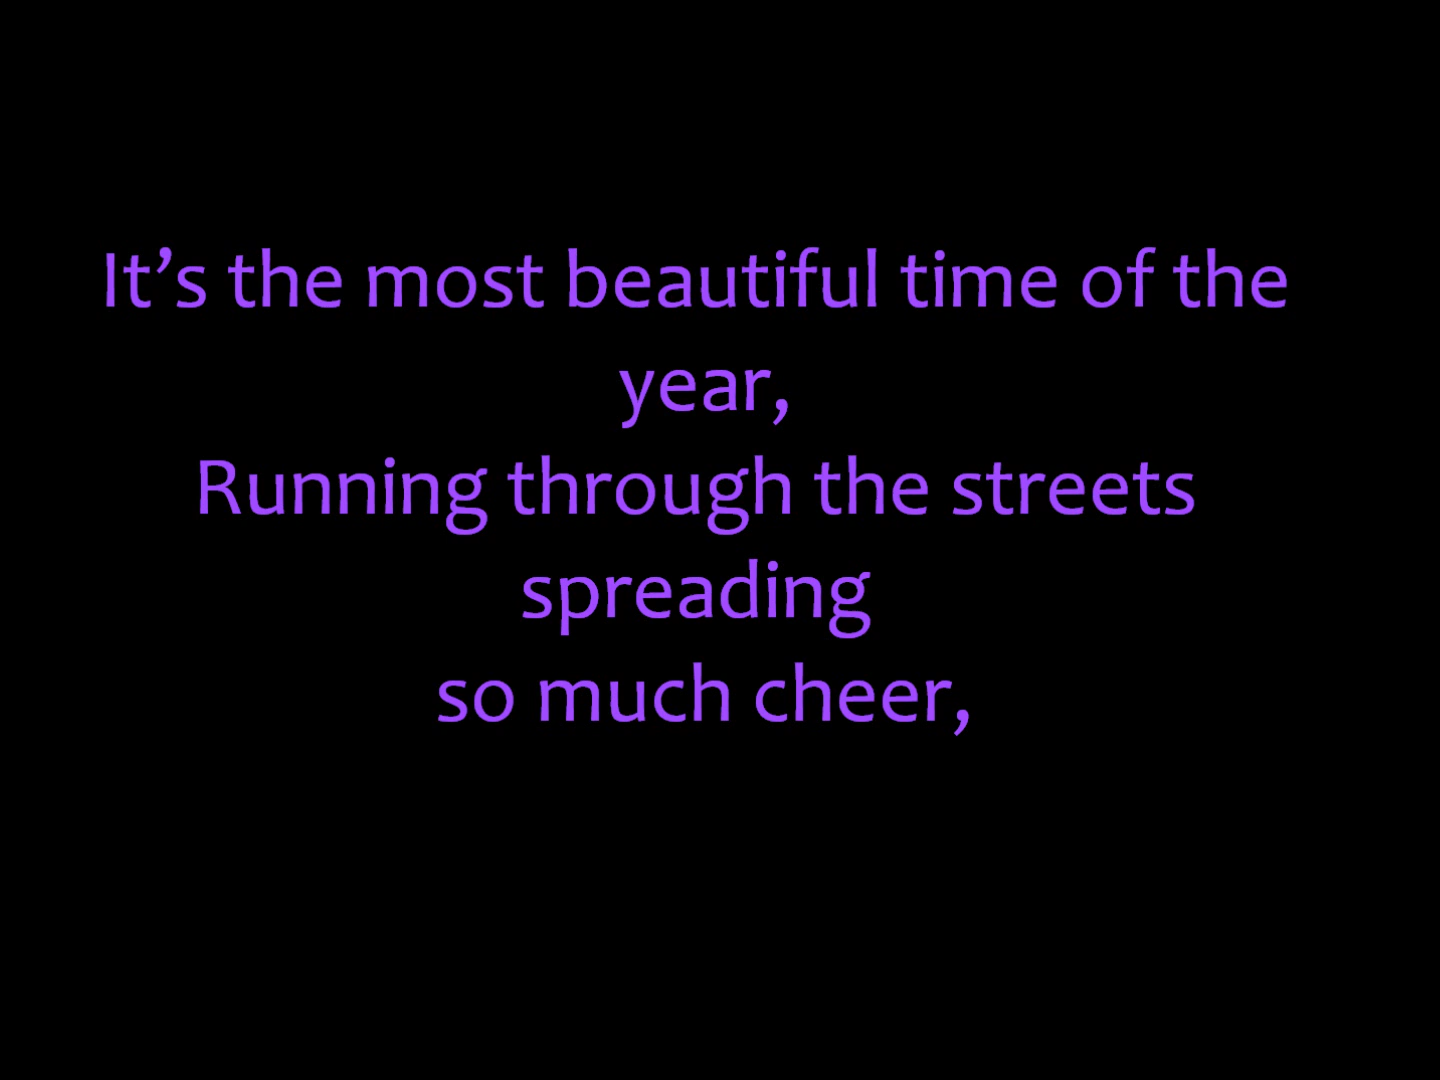 It’s the most beautiful time of the
year,
Running through the streets
spreading
so much cheer,